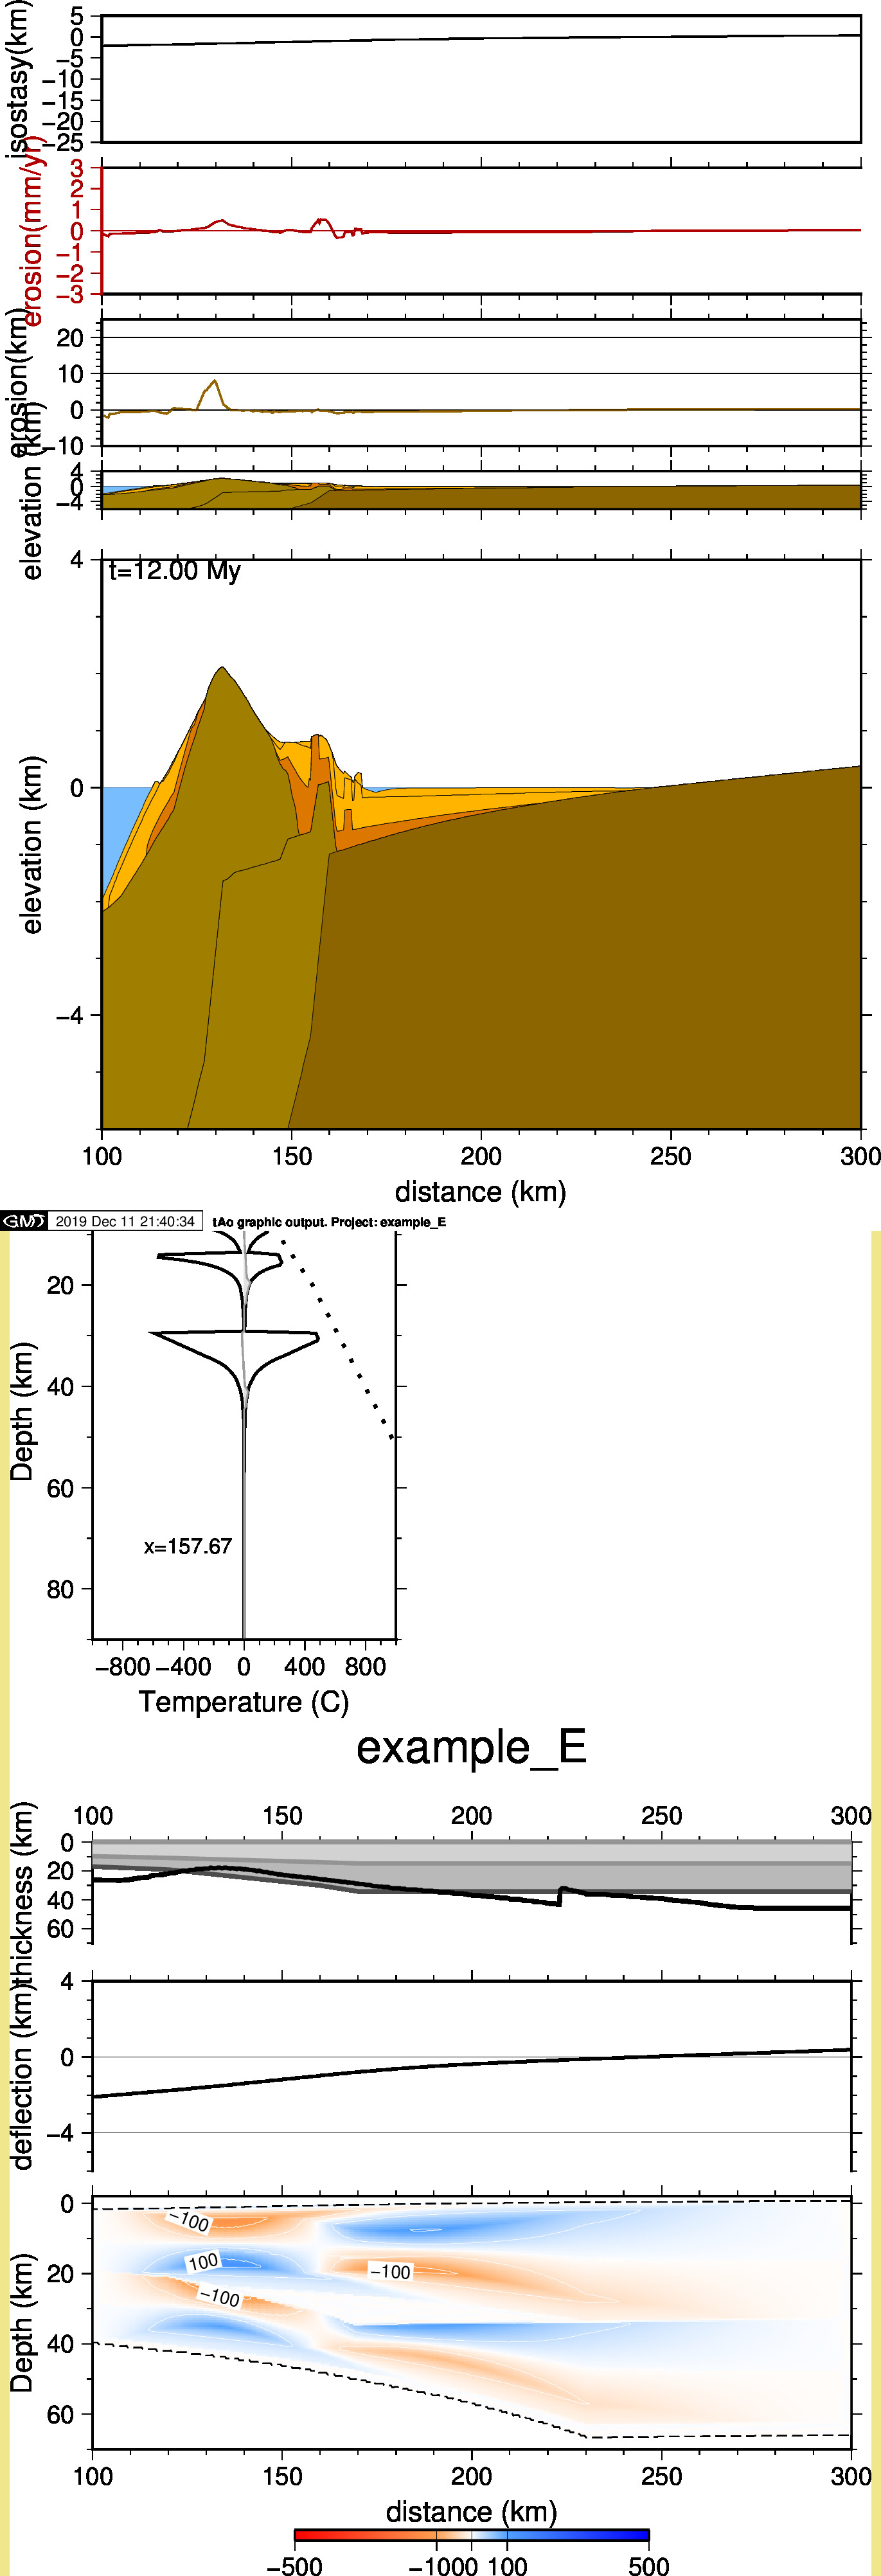 5
0
−5
−10
−15
−20
−25
isostasy(km)
3
2
1
0
−1
−2
−3
erosion(mm/yr)
20
10
0
−10
erosion(km)
4
0
−4
elevation (km)
t=12.00 My
4
0
−4
elevation (km)
100 150 200 250 300
distance (km)
GMT 2019 Dec 11 21:40:34 tAo graphic output. Project: example_E
20
40
60
80
Depth (km)
x=157.67
−800 −400 0 400 800
Temperature (C)
example_E
100 150 200 250 300
0
20
40
60
thickness (km)
4
0
−4
deflection (km)
0
20
40
60
Depth (km)
−100
100
−100
−100
100 150 200 250 300
distance (km)
−500 −1000 100 500